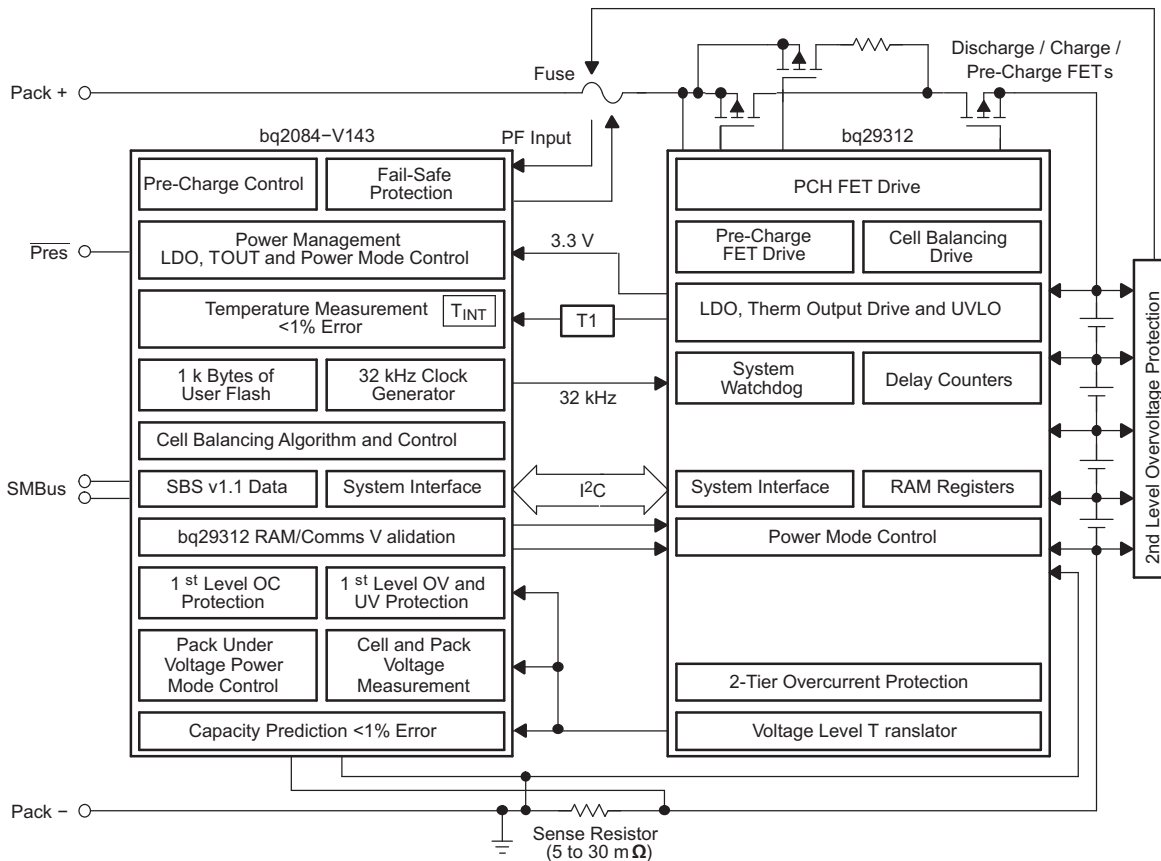 Discharge / Charge /
Pre-Charge FETs
Fuse
Pack +
bq2084−V143
PF Input
bq29312
Pre-Charge Control
Fail-Safe
Protection
PCH FET Drive
Pres
Power Management
LDO, TOUT and Power Mode Control
3.3 V
Pre-Charge
FET Drive
Cell Balancing
Drive
Temperature Measurement
<1% Error
TINT
T1
LDO, Therm Output Drive and UVLO
1 k Bytes of
User Flash
32 kHz Clock
Generator
32 kHz
System
Watchdog
Delay Counters
2nd Level Overvoltage Protection
Cell Balancing Algorithm and Control
SMBus
SBS v1.1 Data
System Interface
I2C
System Interface
RAM Registers
bq29312 RAM/Comms V alidation
Power Mode Control
1 st Level OC
Protection
1 st Level OV and
UV Protection
Pack Under
Voltage Power
Mode Control
Cell and Pack
Voltage
Measurement
2-Tier Overcurrent Protection
Capacity Prediction <1% Error
Voltage Level T ranslator
Pack −
Sense Resistor
(5 to 30 m Ω)